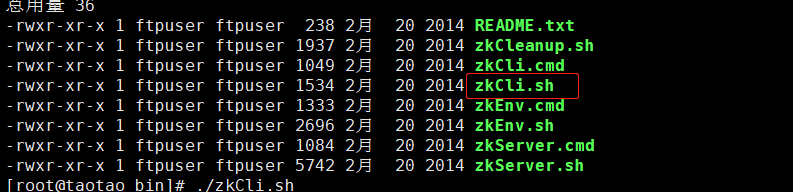 总用量 36
-rwxr-xr-x 1 ftpuser ftpuser  238 2月  20 2014 README.txt
-rwxr-xr-x 1 ftpuser ftpuser 1937 2月  20 2014 zkCleanup.sh
-rwxr-xr-x 1 ftpuser ftpuser 1049 2月  20 2014 zkCli.cmd
-rwxr-xr-x 1 ftpuser ftpuser 1534 2月  20 2014 zkCli.sh
-rwxr-xr-x 1 ftpuser ftpuser 1333 2月  20 2014 zkEnv.cmd
-rwxr-xr-x 1 ftpuser ftpuser 2696 2月  20 2014 zkEnv.sh
-rwxr-xr-x 1 ftpuser ftpuser 1084 2月  20 2014 zkServer.cmd
-rwxr-xr-x 1 ftpuser ftpuser 5742 2月  20 2014 zkServer.sh
[root@taotao bin]# ./zkCli.sh